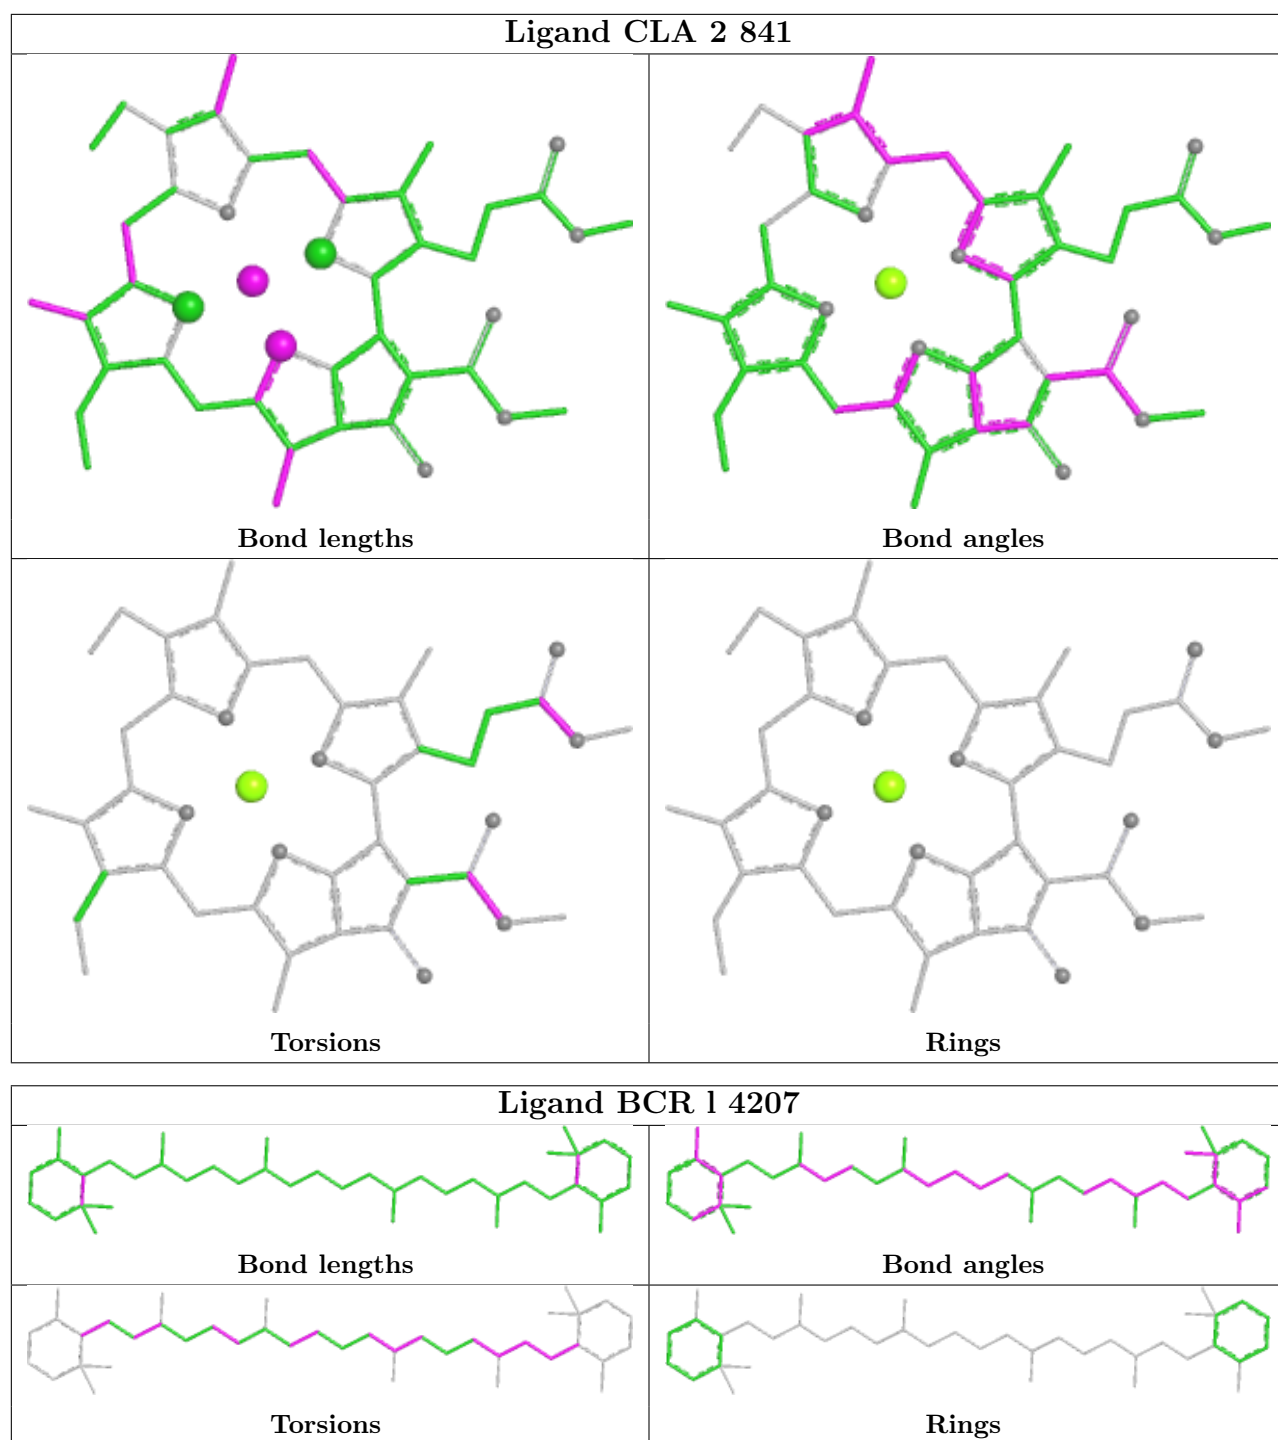 Ligand CLA 2 841
Bond lengths
Bond angles
Torsions
Rings
Ligand BCR l 4207
Bond lengths
Bond angles
Torsions
Rings